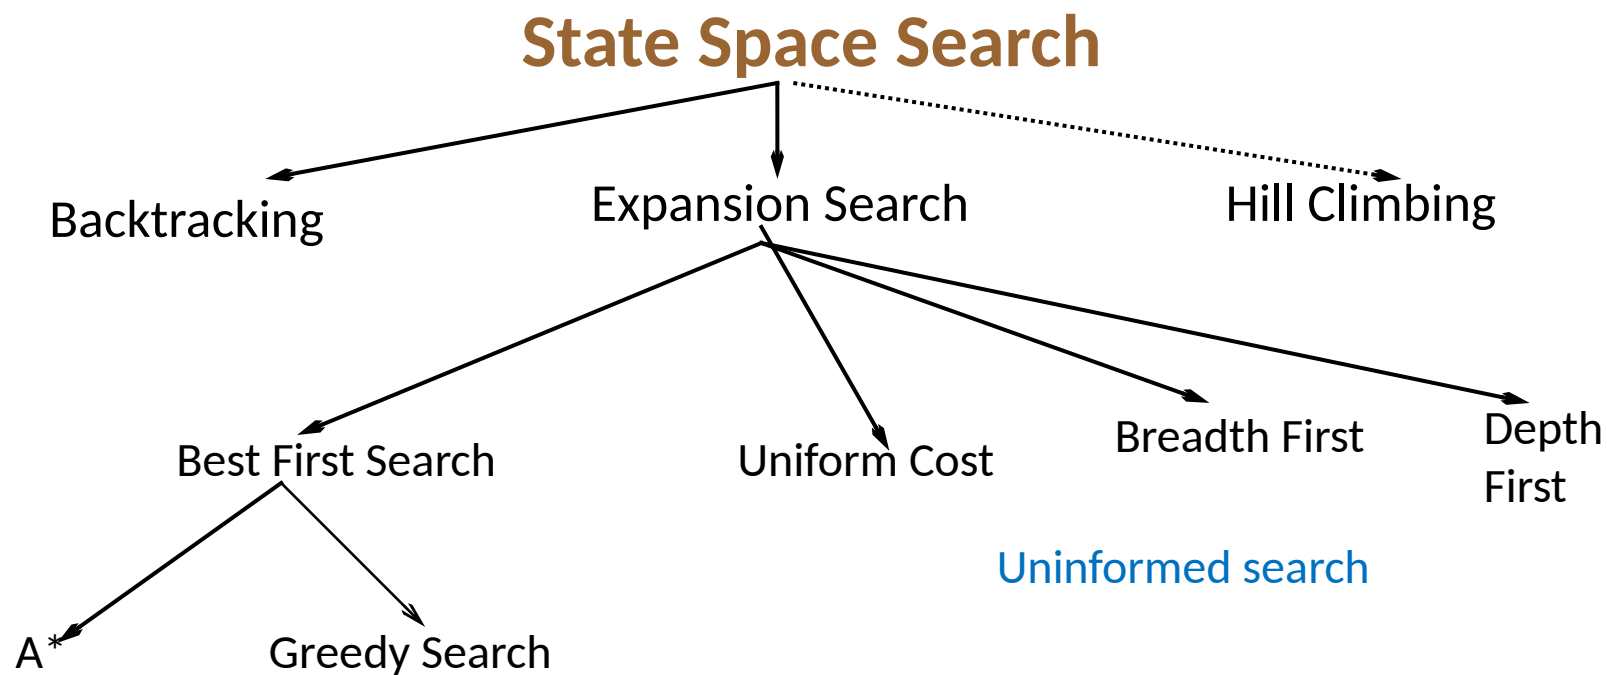 State Space Search
Backtracking
Expansion Search
Hill Climbing
Best First Search
Uniform Cost
Breadth First
Depth
First
Uninformed search
A*
Greedy Search